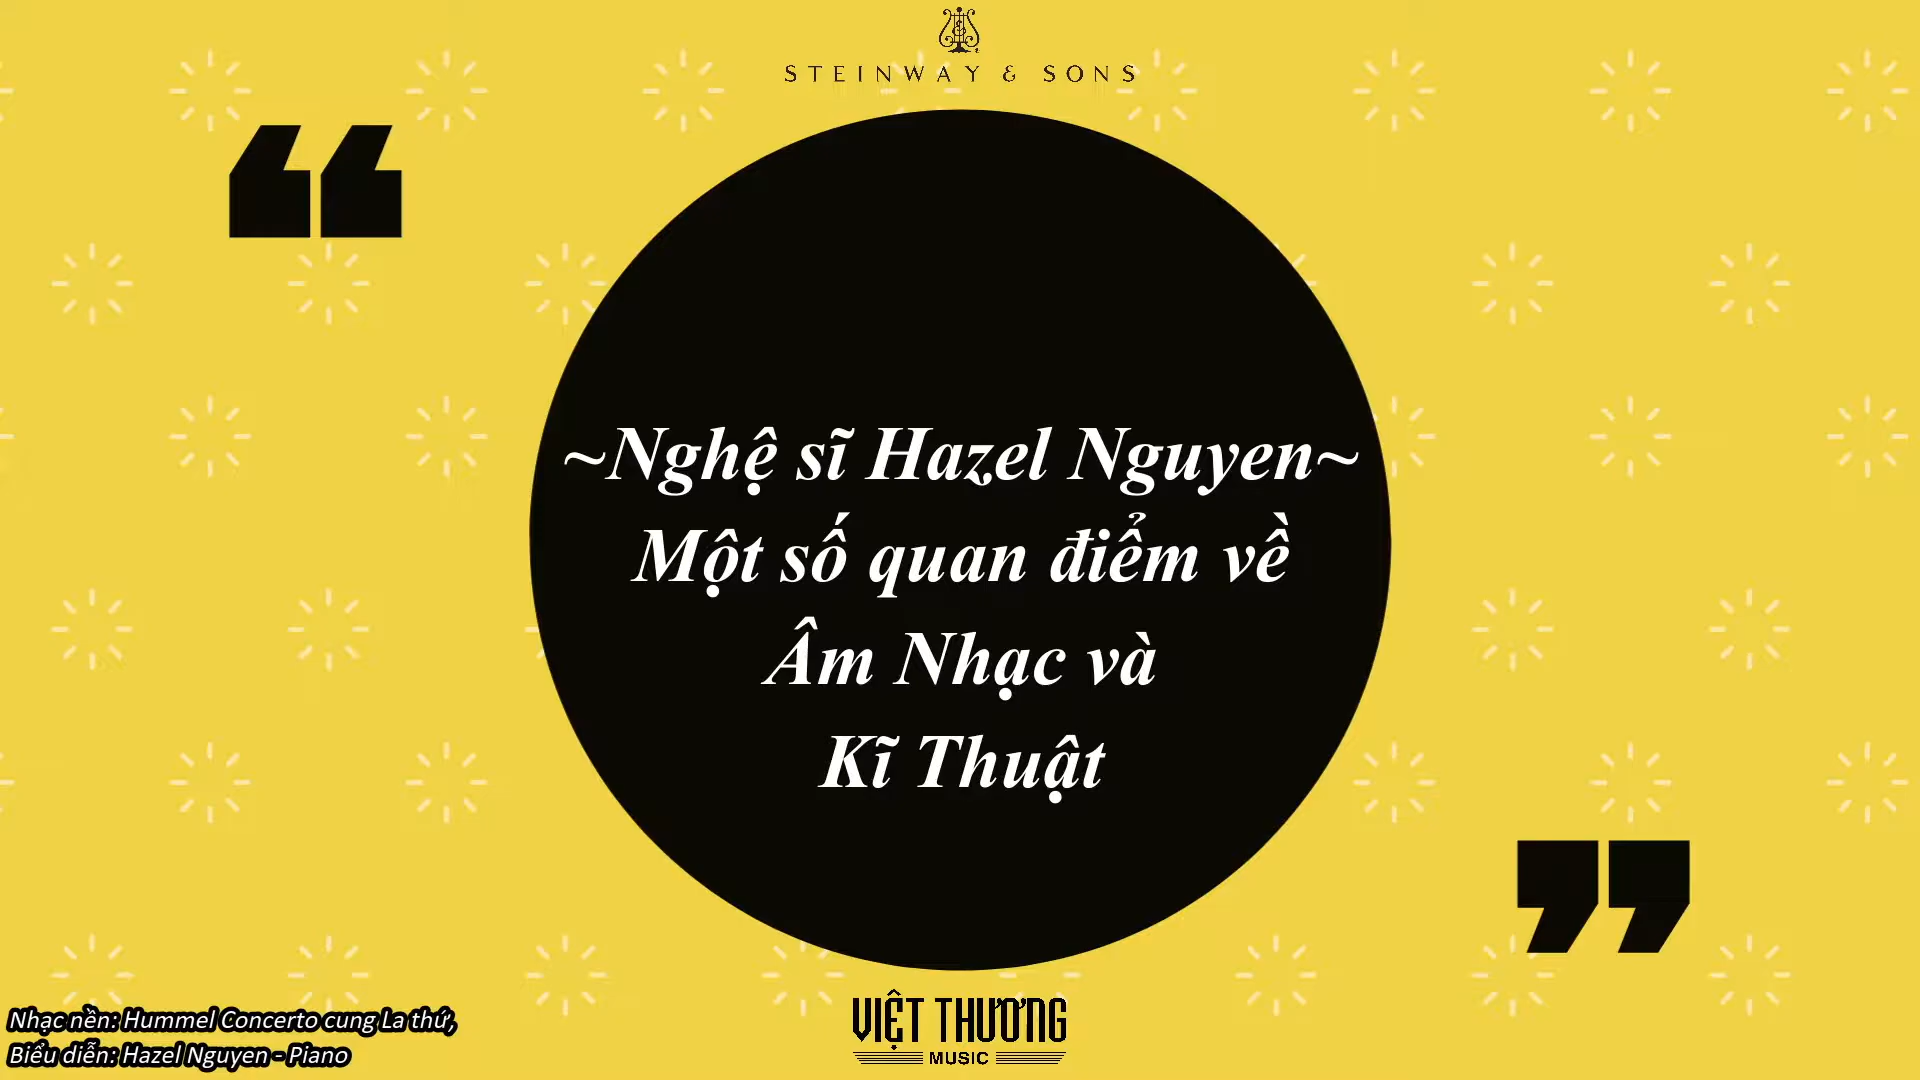 STEINWAY & SONS
~Nghệ sĩ Hazel Nguyen~
Một số quan điểm về
Âm Nhạc và
Kĩ Thuật
VIỆT THƯƠNG
MUSIC
Nhạc nền: Hummel Concerto cung La thứ,
Biểu diễn: Hazel Nguyen - Piano